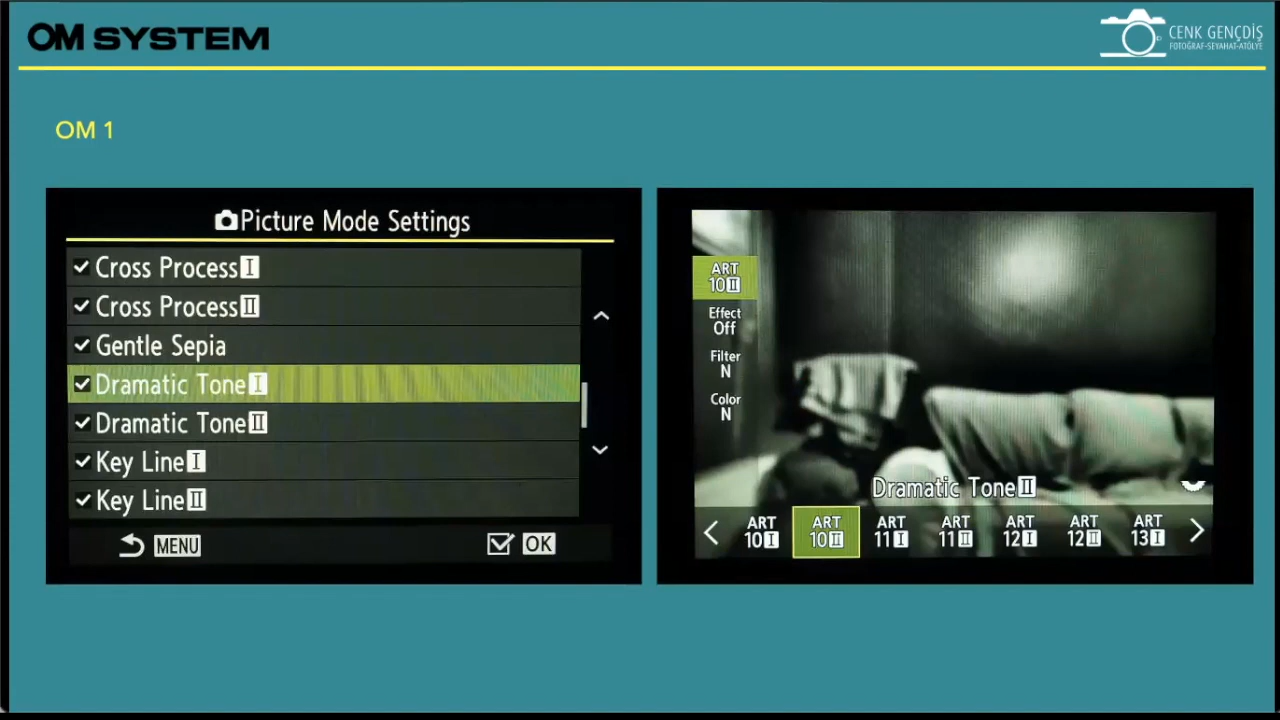 OM SYSTEM
CENK GENÇDİŞ
FOTOĞRAF-SEYAHAT-ATÖLYE
OM 1
Picture Mode Settings
Cross Process I
Cross Process II
Gentle Sepia
Dramatic Tone I
Dramatic Tone II
Key Line I
Key Line II
MENU
OK
ART
10 II
Effect
Off
Filter
N
Color
N
Dramatic Tone II
ART 10 I
ART 10 II
ART 11 I
ART 11 II
ART 12 I
ART 12 II
ART 13 I